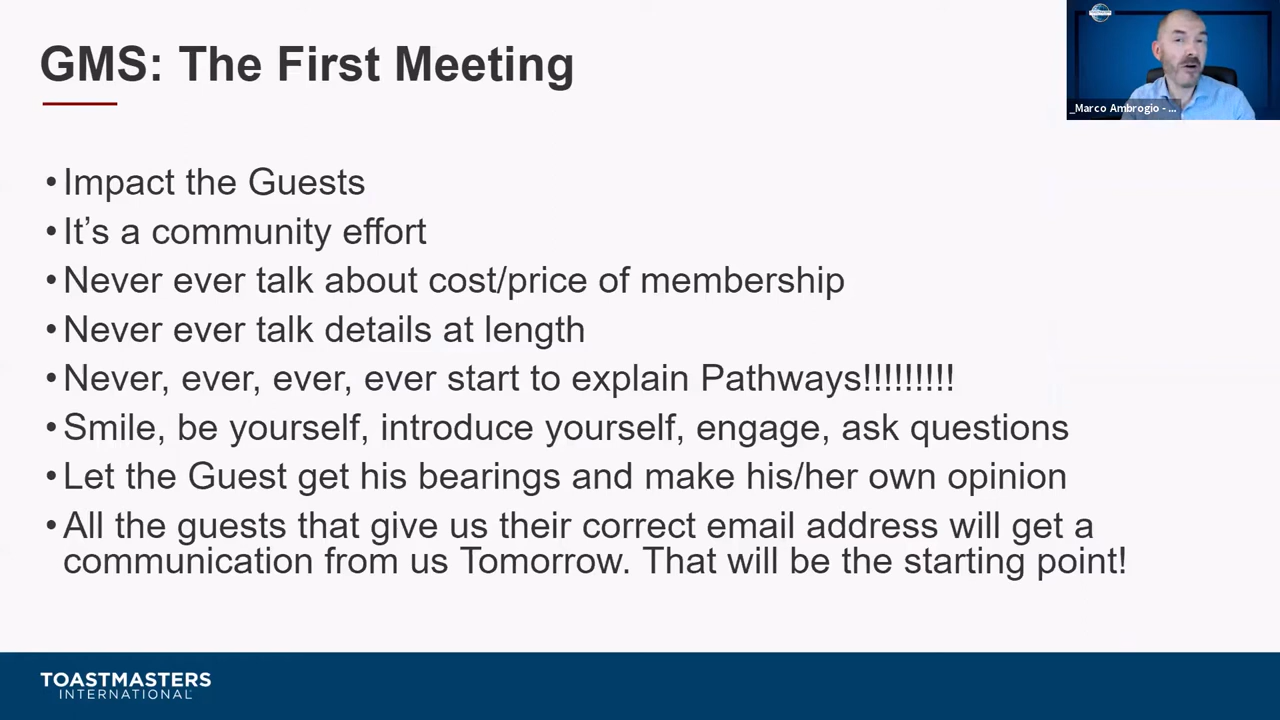 GMS: The First Meeting
_Marco Ambrogio - ...
•Impact the Guests
•It’s a community effort
•Never ever talk about cost/price of membership
•Never ever talk details at length
•Never, ever, ever, ever start to explain Pathways!!!!!!!!!
•Smile, be yourself, introduce yourself, engage, ask questions
•Let the Guest get his bearings and make his/her own opinion
•All the guests that give us their correct email address will get a
communication from us Tomorrow. That will be the starting point!
TOASTMASTERS
INTERNATIONAL